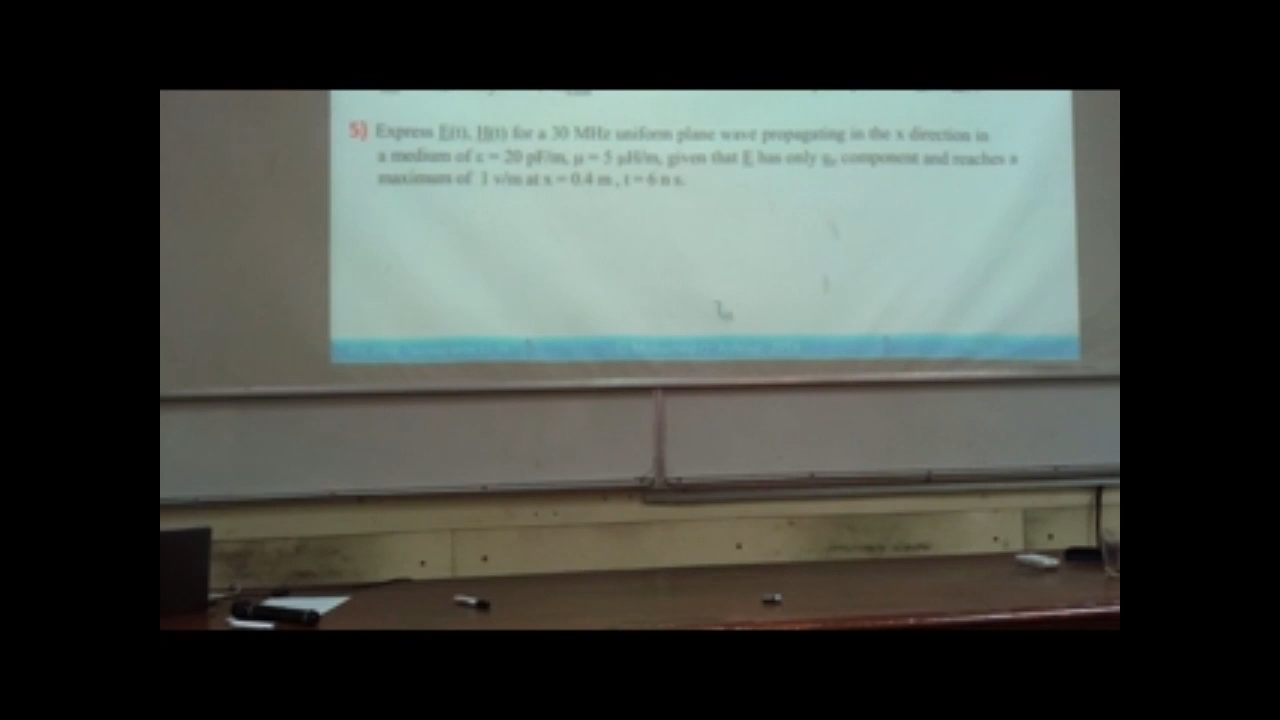 5) Express E(t), H(t) for a 30 MHz uniform plane wave propagating in the x direction in
a medium of ε = 20 pF/m, μ = 5 μH/m, given that E has only component and reaches a
maximum of 1 v/m at x = 0.4 m , t = 6 n s.